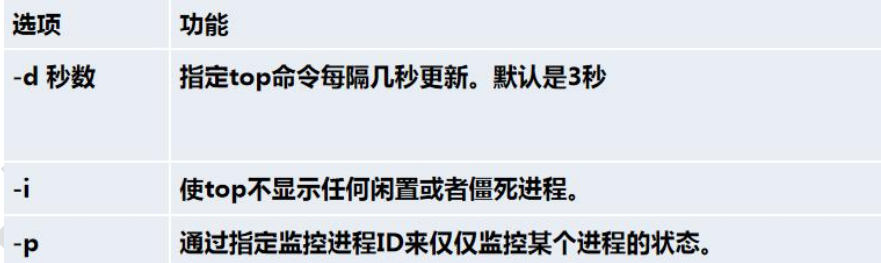 选项 功能
-d 秒数 指定top命令每隔几秒更新。默认是3秒
-i 使top不显示任何闲置或者僵死进程。
-p 通过指定监控进程ID来仅仅监控某个进程的状态。